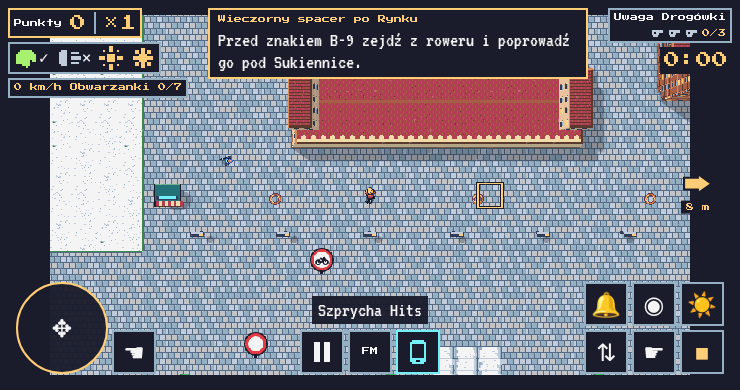 Punkty 0 × 1
Wieczorny spacer po Rynku
Przed znakiem B-9 zejdź z roweru i poprowadź
go pod Sukiennice.
Uwaga Drogówki
0/3
0:00
0 km/h Obwarzanki 0/7
8 m
Szprycha Hits
FM